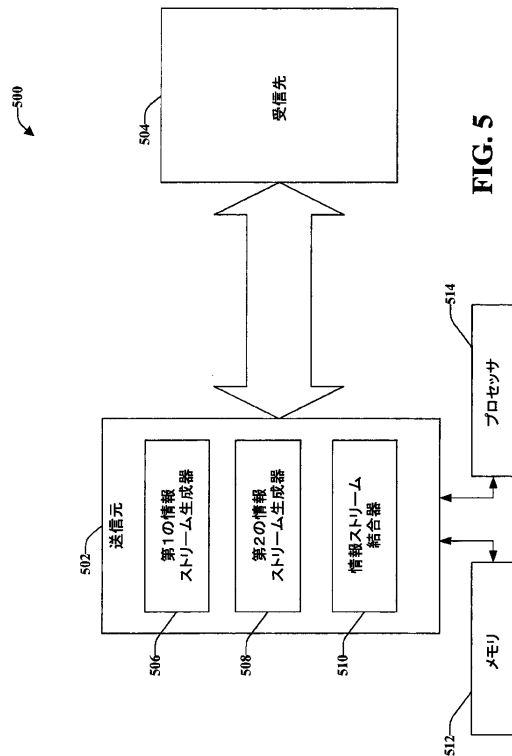 500
502
送信元
504
受信先
第1の情報
ストリーム生成器
506
第2の情報
ストリーム生成器
508
情報ストリーム
結合器
510
メモリ
512
プロセッサ
514
FIG. 5